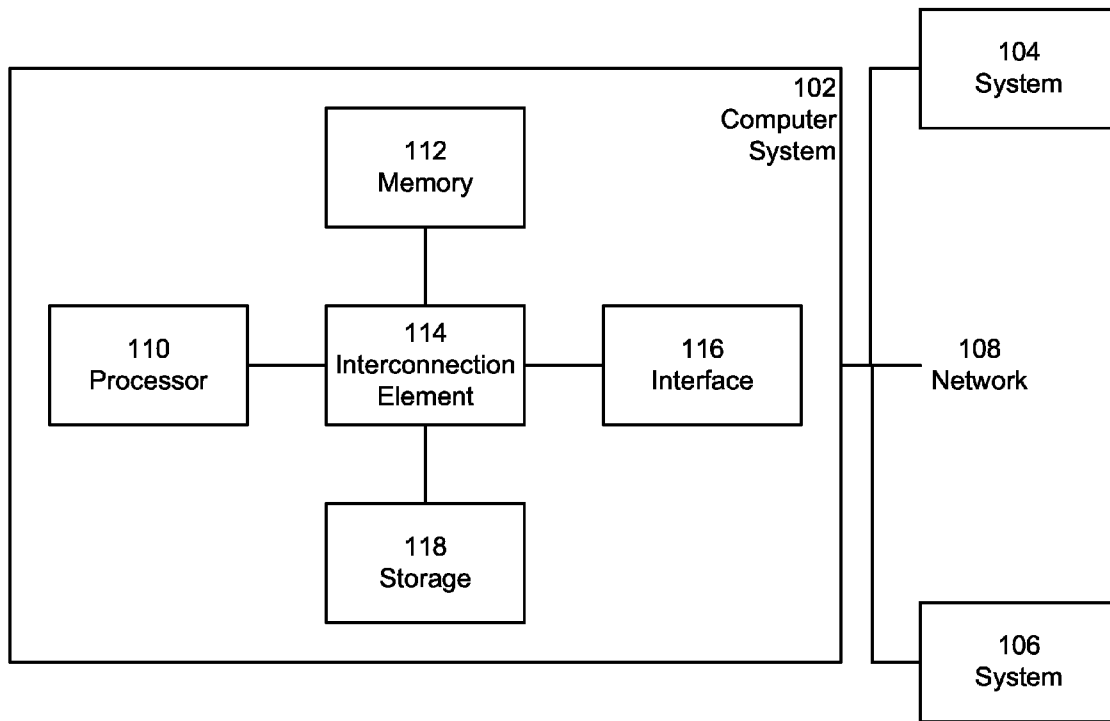 104
System
102
Computer
System
112
Memory
110
Processor
114
Interconnection
Element
116
Interface
108
Network
118
Storage
106
System